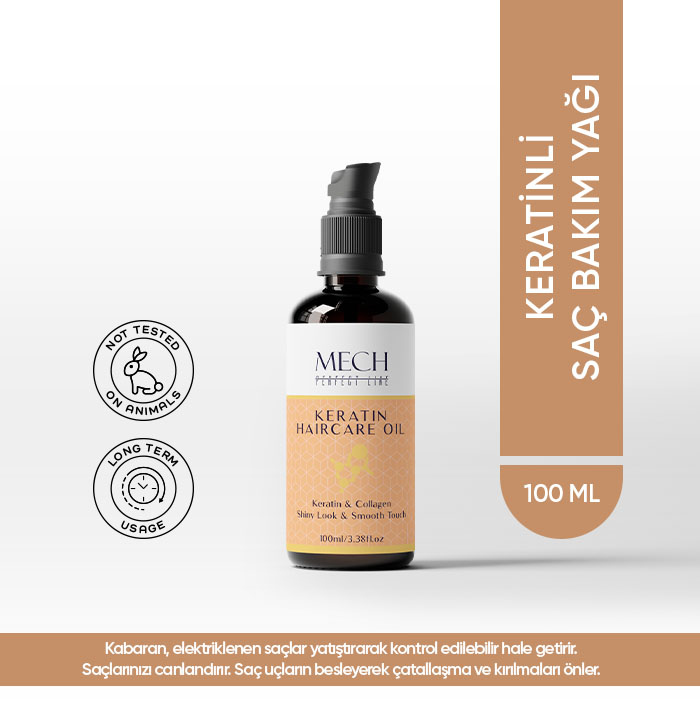 KERATİNLİ
SAÇ BAKIM YAĞI
100 ML
NOT TESTED
ON ANIMALS
LONG TERM
USAGE
MECH
PERFECT LINE
KERATIN
HAIRCARE OIL
Keratin & Collagen
Shiny Look & Smooth Touch
100ml/3.38fl.oz
Kabaran, elektriklenen saçlar yatıştırarak kontrol edilebilir hale getirir.
Saçlarınızı canlandırır. Saç uçların besleyerek çatallaşma ve kırılmaları önler.